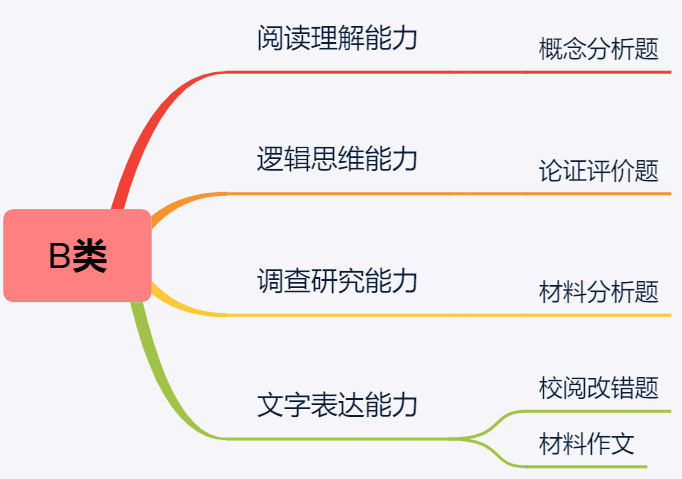 阅读理解能力
概念分析题
逻辑思维能力
论证评价题
B类
调查研究能力
材料分析题
文字表达能力
校阅改错题
材料作文